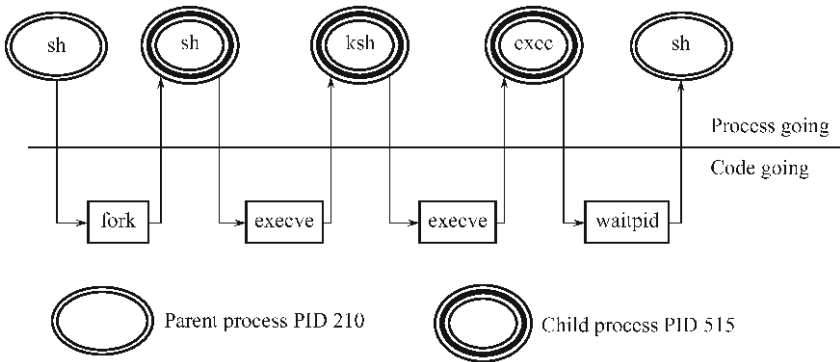 sh sh ksh exec sh
Process going
Code going
fork execve execve waitpid
Parent process PID 210 Child process PID 515